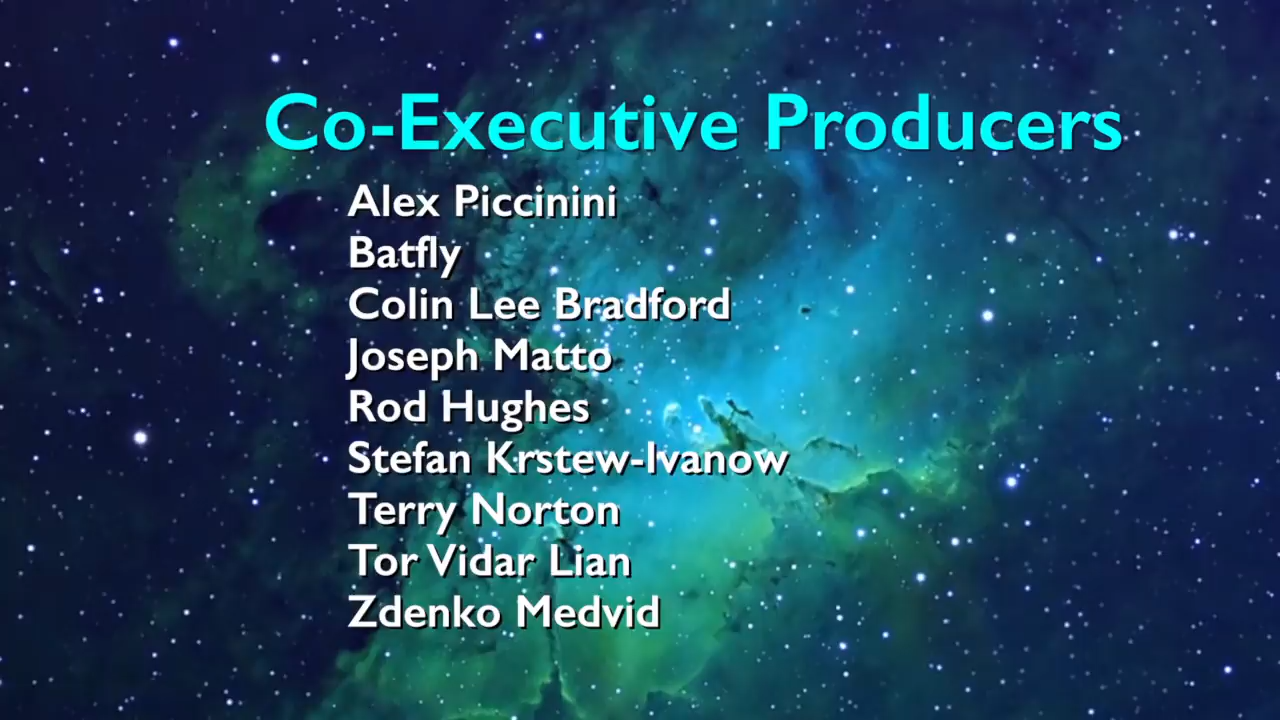 Co-Executive Producers
Alex Piccinini
Batfly
Colin Lee Bradford
Joseph Matto
Rod Hughes
Stefan Krstew-Ivanow
Terry Norton
Tor Vidar Lian
Zdenko Medvid